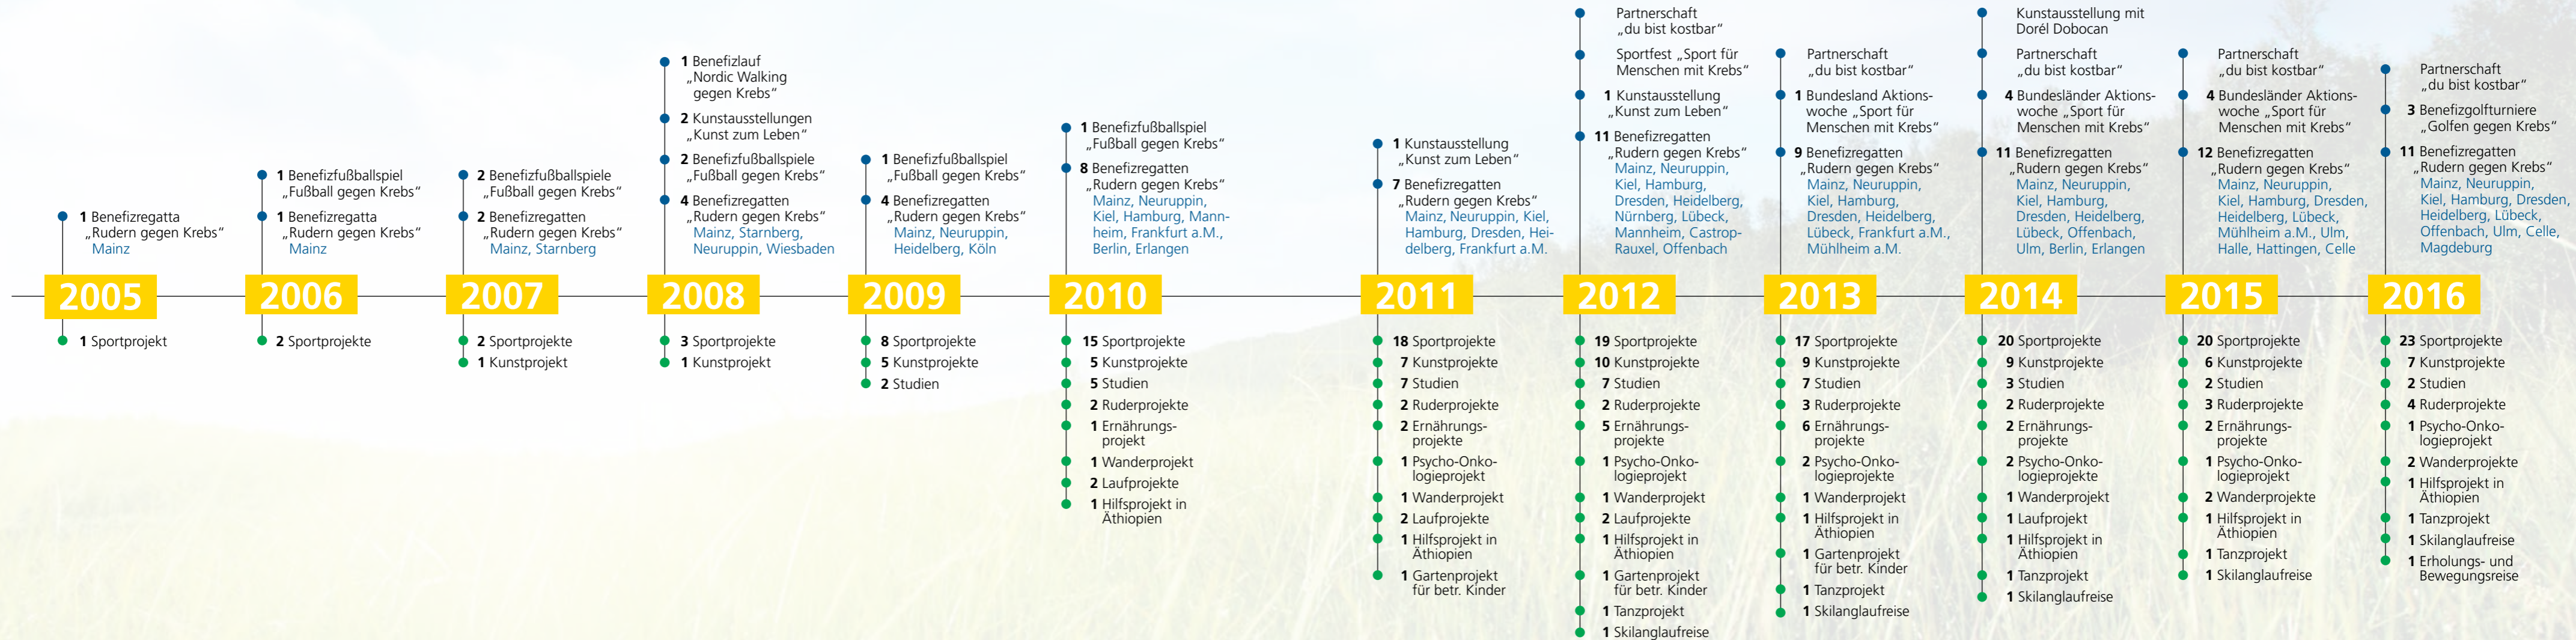 1 Benefizregatta
„Rudern gegen Krebs“
Mainz
2005
1 Sportprojekt
1 Benefizfußballspiel
„Fußball gegen Krebs“
1 Benefizregatta
„Rudern gegen Krebs“
Mainz
2006
2 Sportprojekte
2 Benefizfußballspiele
„Fußball gegen Krebs“
2 Benefizregatten
„Rudern gegen Krebs“
Mainz, Starnberg
2007
2 Sportprojekte
1 Kunstprojekt
1 Benefizlauf
„Nordic Walking
gegen Krebs“
2 Kunstausstellungen
„Kunst zum Leben“
2 Benefizfußballspiele
„Fußball gegen Krebs“
4 Benefizregatten
„Rudern gegen Krebs“
Mainz, Starnberg,
Neuruppin, Wiesbaden
2008
3 Sportprojekte
1 Kunstprojekt
1 Benefizfußballspiel
„Fußball gegen Krebs“
4 Benefizregatten
„Rudern gegen Krebs“
Mainz, Neuruppin,
Heidelberg, Köln
2009
8 Sportprojekte
5 Kunstprojekte
2 Studien
1 Benefizfußballspiel
„Fußball gegen Krebs“
8 Benefizregatten
„Rudern gegen Krebs“
Mainz, Neuruppin,
Kiel, Hamburg, Mann-
heim, Frankfurt a.M.,
Berlin, Erlangen
2010
15 Sportprojekte
5 Kunstprojekte
5 Studien
2 Ruderprojekte
1 Ernährungs-
projekt
1 Wanderprojekt
2 Laufprojekte
1 Hilfsprojekt in
Äthiopien
1 Kunstausstellung
„Kunst zum Leben“
7 Benefizregatten
„Rudern gegen Krebs“
Mainz, Neuruppin, Kiel,
Hamburg, Dresden, Hei-
delberg, Frankfurt a.M.
2011
18 Sportprojekte
7 Kunstprojekte
7 Studien
2 Ruderprojekte
2 Ernährungs-
projekte
1 Psycho-Onko-
logieprojekt
1 Wanderprojekt
2 Laufprojekte
1 Hilfsprojekt in
Äthiopien
1 Gartenprojekt
für betr. Kinder
Partnerschaft
„du bist kostbar“
Sportfest „Sport für
Menschen mit Krebs“
1 Kunstausstellung
„Kunst zum Leben“
11 Benefizregatten
„Rudern gegen Krebs“
Mainz, Neuruppin,
Kiel, Hamburg,
Dresden, Heidelberg,
Nürnberg, Lübeck,
Mannheim, Castrop-
Rauxel, Offenbach
2012
19 Sportprojekte
10 Kunstprojekte
7 Studien
2 Ruderprojekte
5 Ernährungs-
projekte
1 Psycho-Onko-
logieprojekt
1 Wanderprojekt
2 Laufprojekte
1 Hilfsprojekt in
Äthiopien
1 Gartenprojekt
für betr. Kinder
1 Tanzprojekt
1 Skilanglaufreise
Partnerschaft
„du bist kostbar“
1 Bundesland Aktions-
woche „Sport für
Menschen mit Krebs“
9 Benefizregatten
„Rudern gegen Krebs“
Mainz, Neuruppin,
Kiel, Hamburg,
Dresden, Heidelberg,
Lübeck, Frankfurt a.M.,
Mühlheim a.M.
2013
17 Sportprojekte
9 Kunstprojekte
7 Studien
3 Ruderprojekte
6 Ernährungs-
projekte
2 Psycho-Onko-
logieprojekte
1 Wanderprojekt
1 Hilfsprojekt in
Äthiopien
1 Gartenprojekt
für betr. Kinder
1 Tanzprojekt
1 Skilanglaufreise
Kunstausstellung mit
Dorél Dobocan
Partnerschaft
„du bist kostbar“
4 Bundesländer Aktions-
woche „Sport für
Menschen mit Krebs“
11 Benefizregatten
„Rudern gegen Krebs“
Mainz, Neuruppin,
Kiel, Hamburg,
Dresden, Heidelberg,
Lübeck, Offenbach,
Ulm, Berlin, Erlangen
2014
20 Sportprojekte
9 Kunstprojekte
3 Studien
2 Ruderprojekte
2 Ernährungs-
projekte
2 Psycho-Onko-
logieprojekte
1 Wanderprojekt
1 Laufprojekt
1 Hilfsprojekt in
Äthiopien
1 Tanzprojekt
1 Skilanglaufreise
Partnerschaft
„du bist kostbar“
4 Bundesländer Aktions-
woche „Sport für
Menschen mit Krebs“
12 Benefizregatten
„Rudern gegen Krebs“
Mainz, Neuruppin,
Kiel, Hamburg, Dresden,
Heidelberg, Lübeck,
Mühlheim a.M., Ulm,
Halle, Hattingen, Celle
2015
20 Sportprojekte
6 Kunstprojekte
2 Studien
3 Ruderprojekte
2 Ernährungs-
projekte
1 Psycho-Onko-
logieprojekt
2 Wanderprojekte
1 Hilfsprojekt in
Äthiopien
1 Tanzprojekt
1 Skilanglaufreise
Partnerschaft
„du bist kostbar“
3 Benefizgolfturniere
„Golfen gegen Krebs“
11 Benefizregatten
„Rudern gegen Krebs“
Mainz, Neuruppin,
Kiel, Hamburg, Dresden,
Heidelberg, Lübeck,
Offenbach, Ulm, Celle,
Magdeburg
2016
23 Sportprojekte
7 Kunstprojekte
2 Studien
4 Ruderprojekte
1 Psycho-Onko-
logieprojekt
2 Wanderprojekte
1 Hilfsprojekt in
Äthiopien
1 Tanzprojekt
1 Skilanglaufreise
1 Erholungs- und
Bewegungsreise